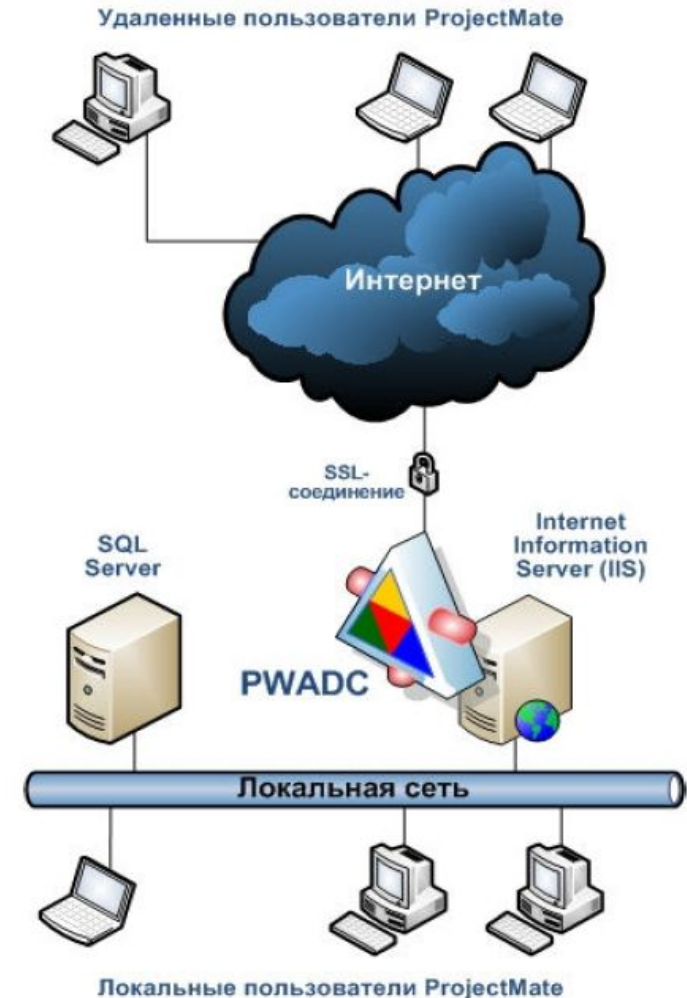 Удаленные пользователи ProjectMate
Интернет
SSL-
соединение
SQL
Server
Internet
Information
Server (IIS)
PWADC
Локальная сеть
Локальные пользователи ProjectMate